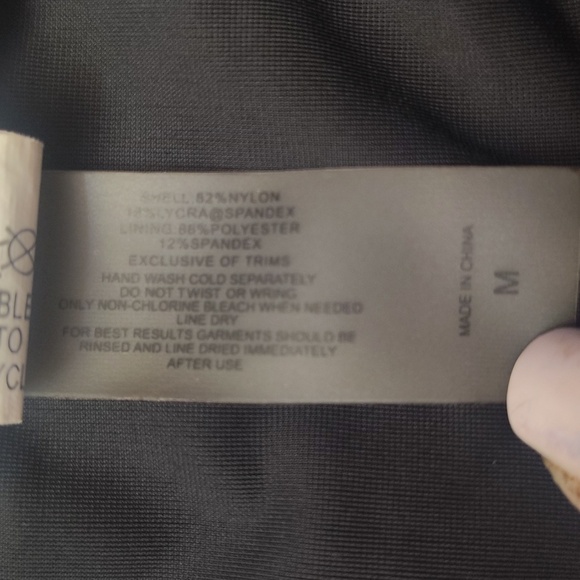 SHELL:82%NYLON
18%LYCRA@SPANDEX
LINING:88%POLYESTER
12%SPANDEX
EXCLUSIVE OF TRIMS
HAND WASH COLD SEPARATELY
DO NOT TWIST OR WRING
ONLY NON-CHLORINE BLEACH WHEN NEEDED
LINE DRY
FOR BEST RESULTS GARMENTS SHOULD BE
RINSED AND LINE DRIED IMMEDIATELY
AFTER USE
MADE IN CHINA
M
BLE
TO